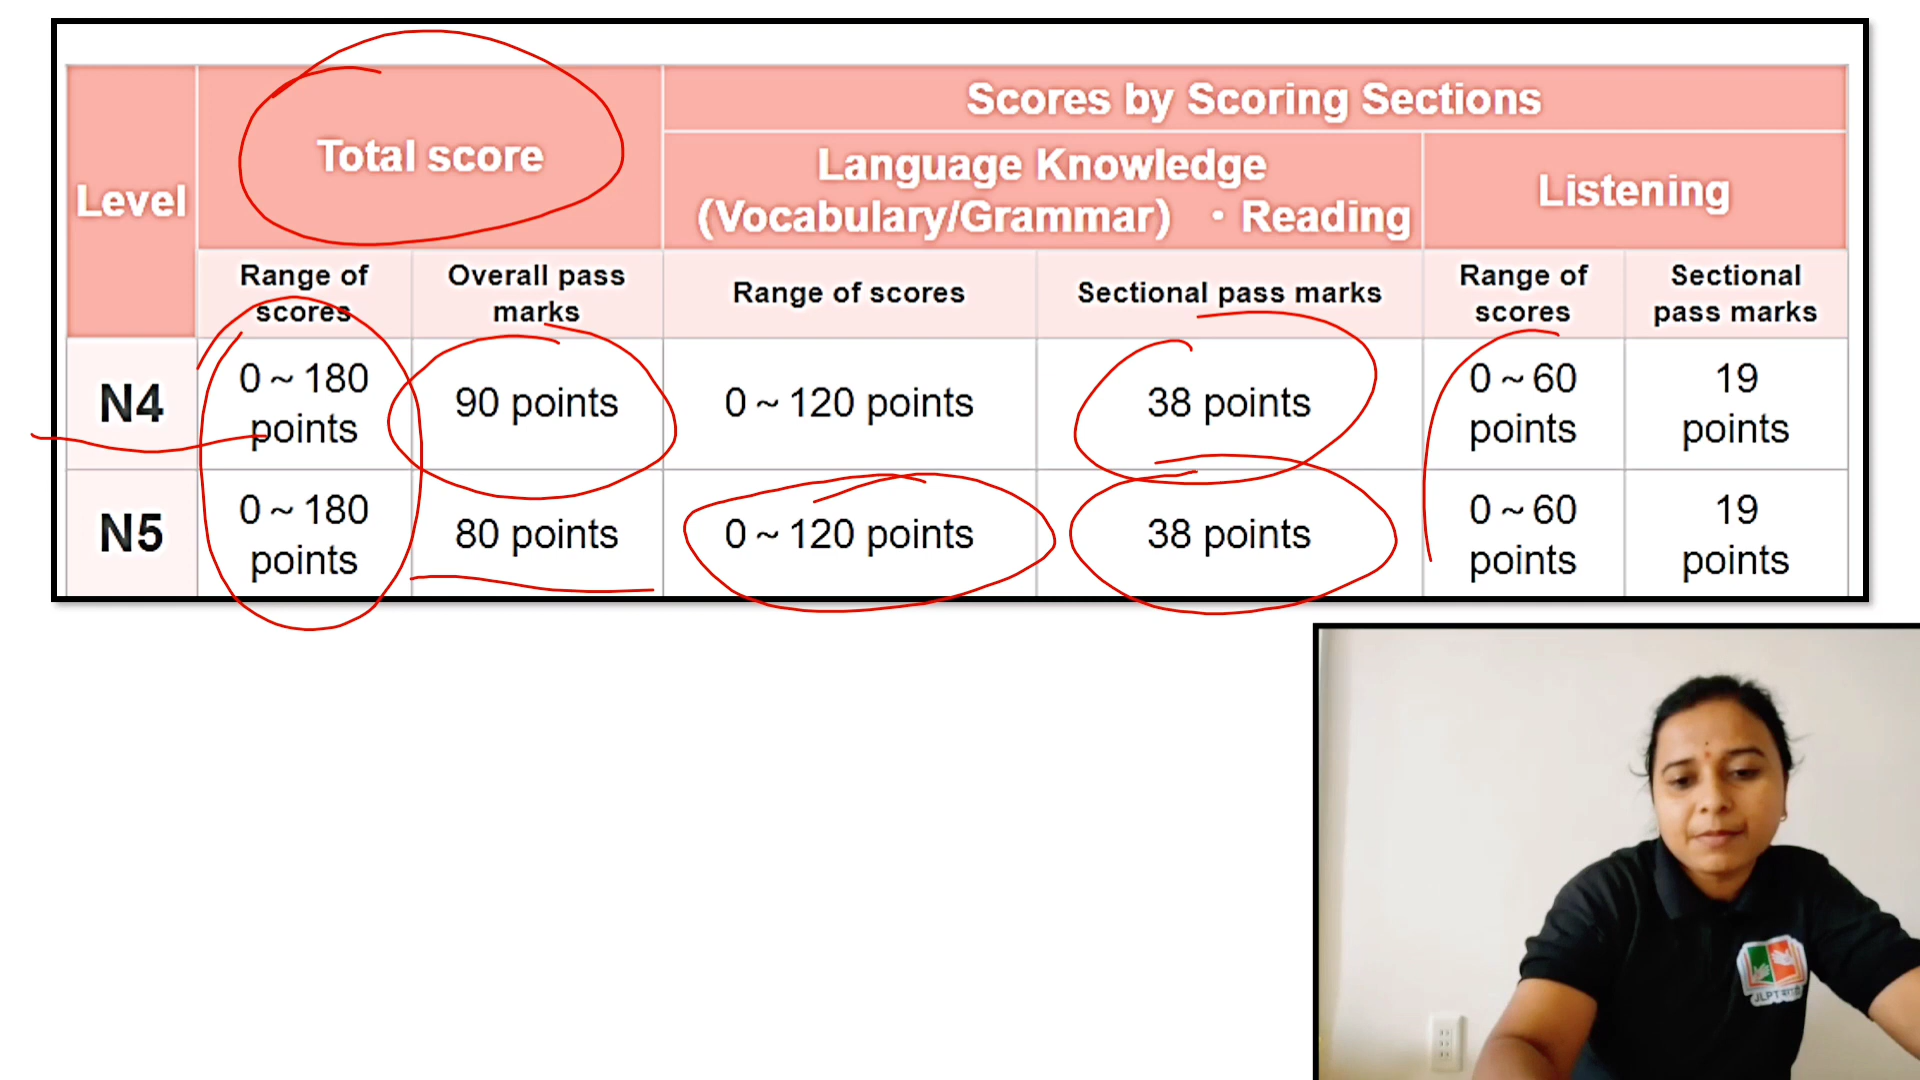 Level
Total score
Scores by Scoring Sections
Language Knowledge
(Vocabulary/Grammar) ・Reading
Listening
Range of
scores
Overall pass
marks
Range of scores
Sectional pass marks
Range of
scores
Sectional
pass marks
N4
0～180
points
90 points
0～120 points
38 points
0～60
points
19
points
N5
0～180
points
80 points
0～120 points
38 points
0～60
points
19
points
JLPT